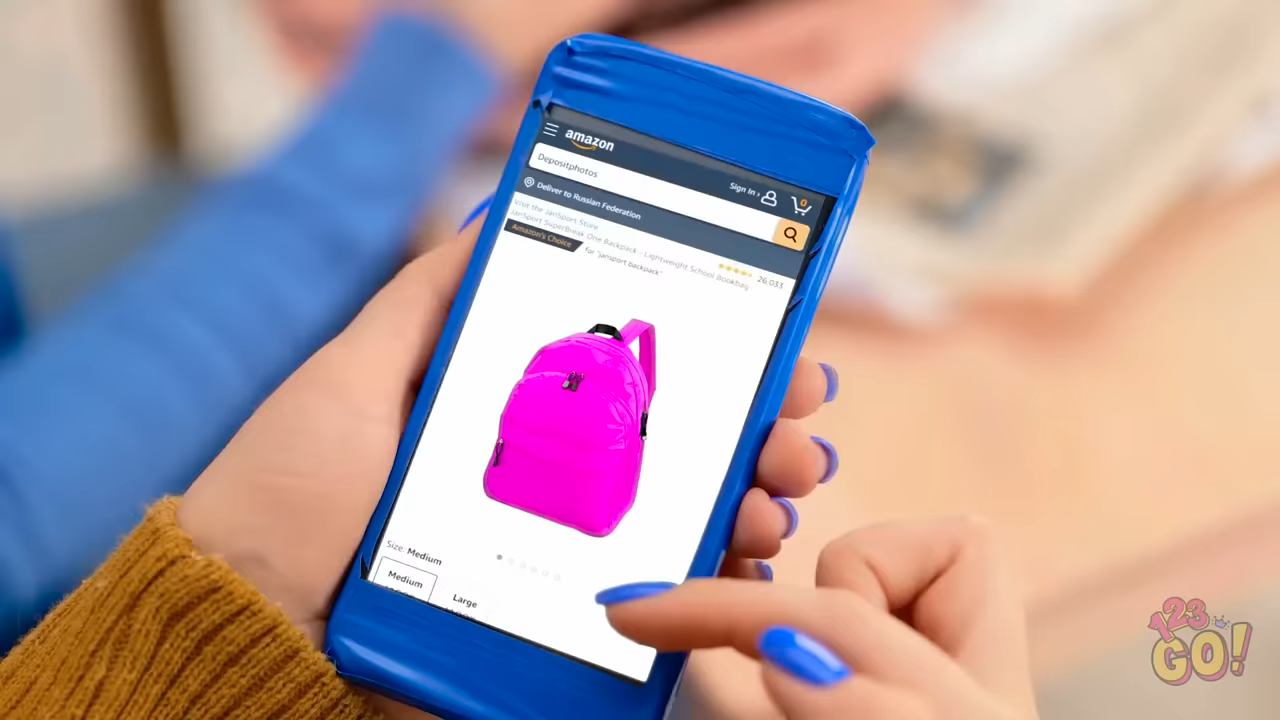 amazon
Depositphotos
Sign in ›
0
Deliver to Russian Federation
Visit the JanSport Store
JanSport SuperBreak One Backpack - Lightweight School Bookbag
26,033
Amazon's Choice
for "jansport backpack"
Size: Medium
Medium
Large
123
GO!